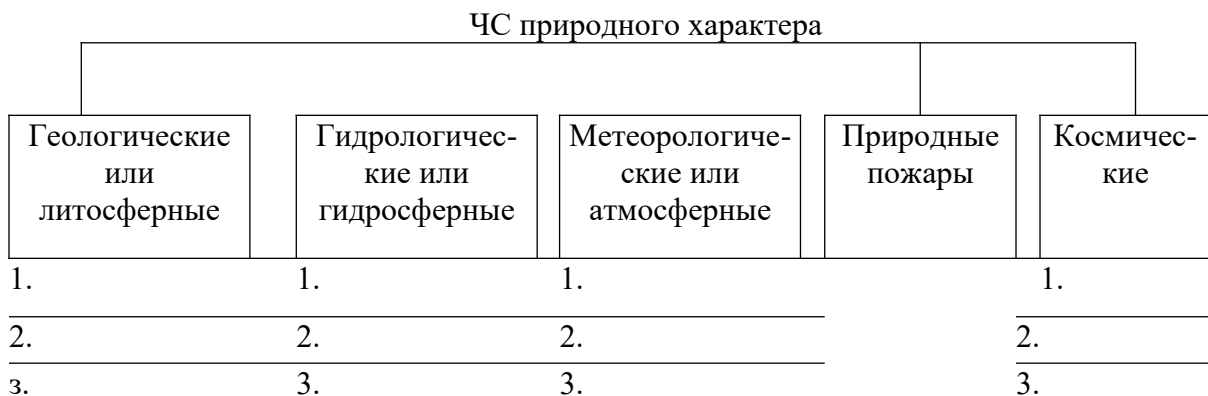 ЧС природного характера
Геологические
или
литосферные
Гидрологичес-
кие или
гидросферные
Метеорологиче-
ские или
атмосферные
Природные
пожары
Космичес-
кие
1. 1. 1. 1.
2. 2. 2. 2.
з. 3. 3. 3.